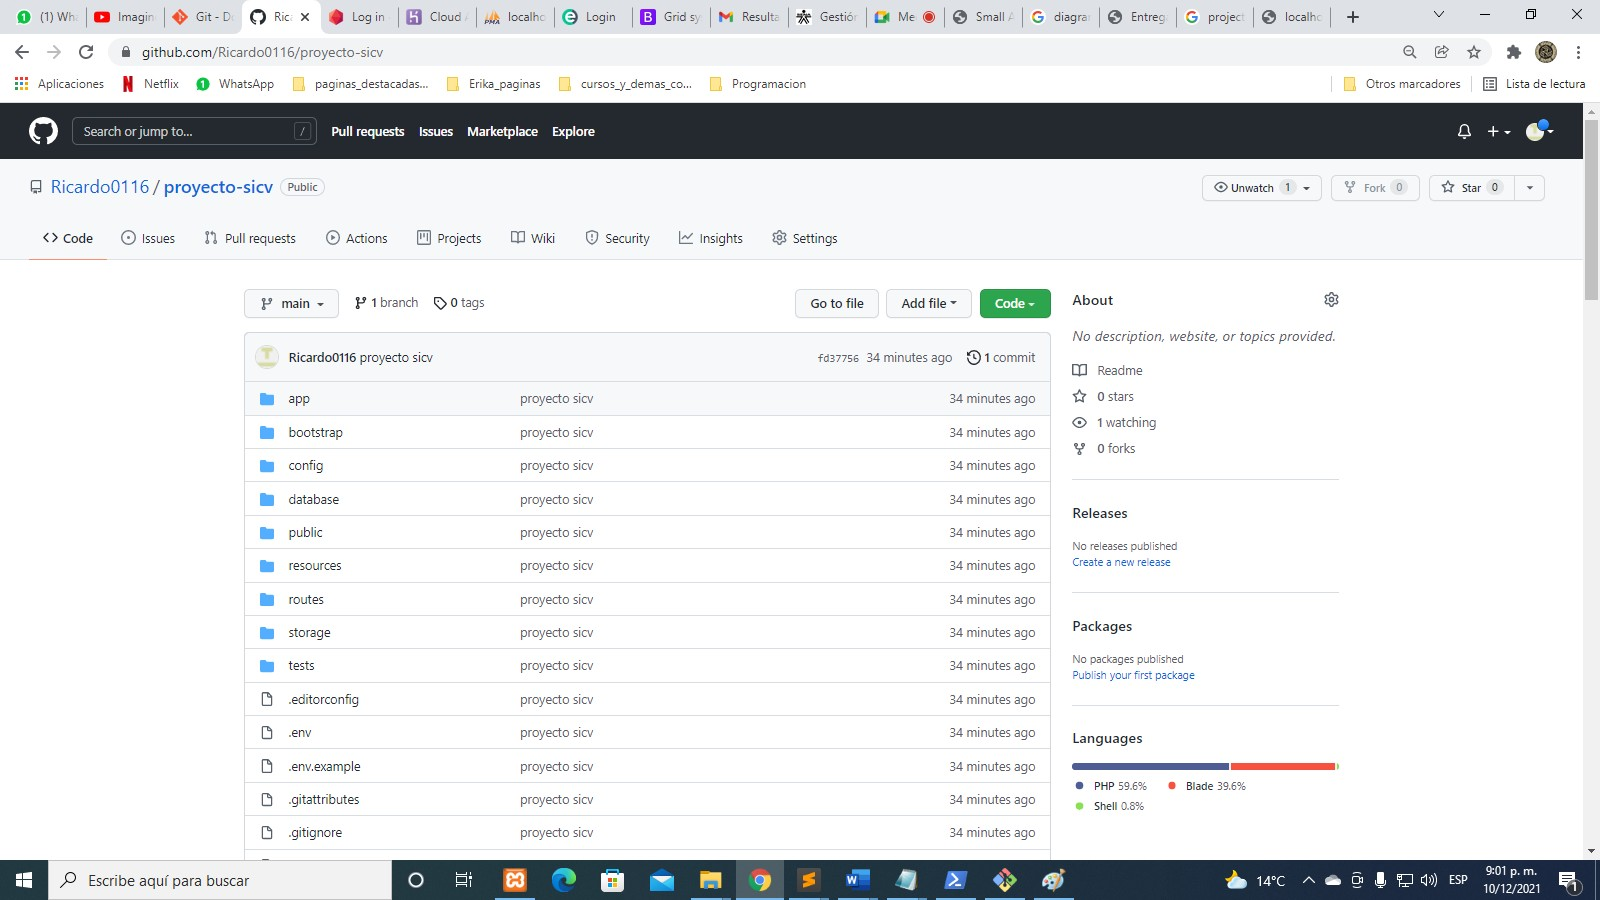 (1) Wha
Imagin
Git - Do
Ric
Log in
Cloud A
localho
Login
Grid sy
Resulta
Gestión
Me
Small A
diagra
Entreg
project
localho
github.com/Ricardo0116/proyecto-sicv
Aplicaciones Netflix WhatsApp paginas_destacadas... Erika_paginas cursos_y_demas_co... Programacion Otros marcadores Lista de lectura
Search or jump to... / Pull requests Issues Marketplace Explore
Ricardo0116 / proyecto-sicv Public Unwatch 1 Fork 0 Star 0
Code Issues Pull requests Actions Projects Wiki Security Insights Settings
main 1 branch 0 tags Go to file Add file Code
Ricardo0116 proyecto sicv fd37756 34 minutes ago 1 commit
app proyecto sicv 34 minutes ago
bootstrap proyecto sicv 34 minutes ago
config proyecto sicv 34 minutes ago
database proyecto sicv 34 minutes ago
public proyecto sicv 34 minutes ago
resources proyecto sicv 34 minutes ago
routes proyecto sicv 34 minutes ago
storage proyecto sicv 34 minutes ago
tests proyecto sicv 34 minutes ago
.editorconfig proyecto sicv 34 minutes ago
.env proyecto sicv 34 minutes ago
.env.example proyecto sicv 34 minutes ago
.gitattributes proyecto sicv 34 minutes ago
.gitignore proyecto sicv 34 minutes ago
About
No description, website, or topics provided.
Readme
0 stars
1 watching
0 forks
Releases
No releases published
Create a new release
Packages
No packages published
Publish your first package
Languages
PHP 59.6% Blade 39.6%
Shell 0.8%
Escribe aquí para buscar
14°C
ESP
9:01 p. m.
10/12/2021
1